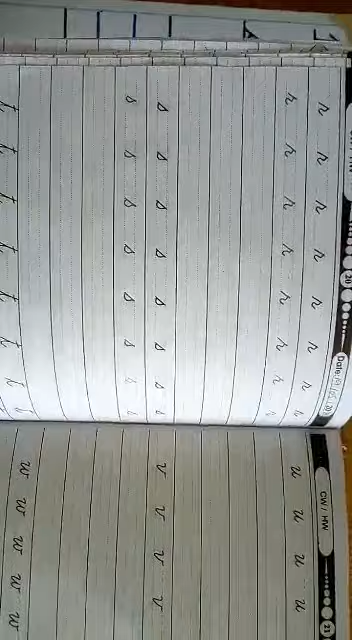 20 Date:
r r r r r r r r
r r r r r r r r
s s s s s s s s
s s s s s s s s
t t t t t t t t
CW / HW 21
u u u u
v v v v
w w w w w